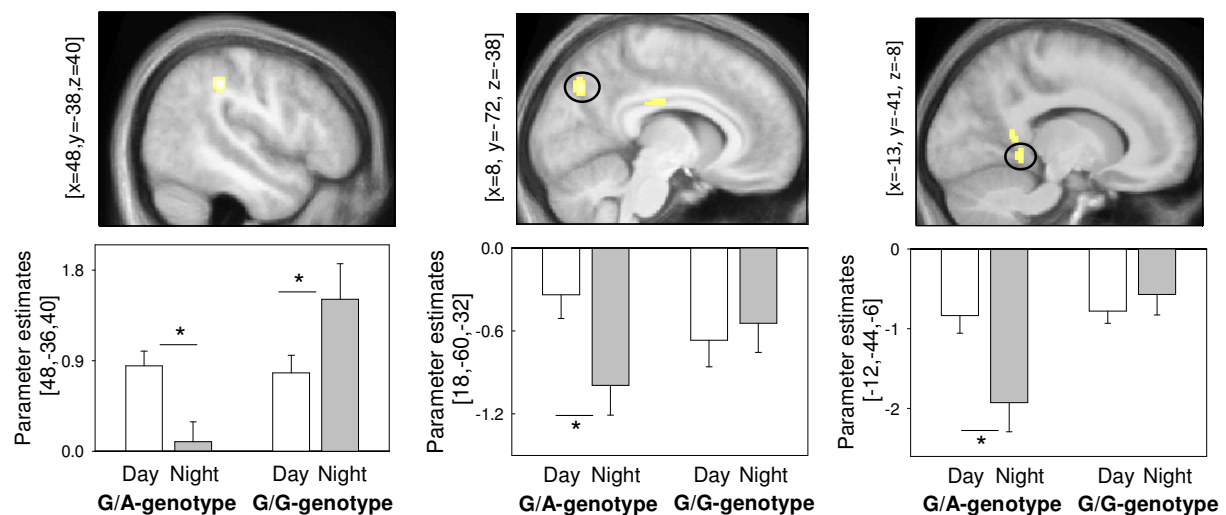 [x=48,y=-38,z=40]
[x=8, y=-72, z=-38]
[x=-13, y=-41, z=-8]
Parameter estimates
[48,-36,40]
1.8
0.9
0.0
*
*
Day Night Day Night
G/A-genotype G/G-genotype
Parameter estimates
[18,-60,-32]
0.0
-0.6
-1.2
*
Day Night Day Night
G/A-genotype G/G-genotype
Parameter estimates
[-12,-44,-6]
0
-1
-2
*
Day Night Day Night
G/A-genotype G/G-genotype